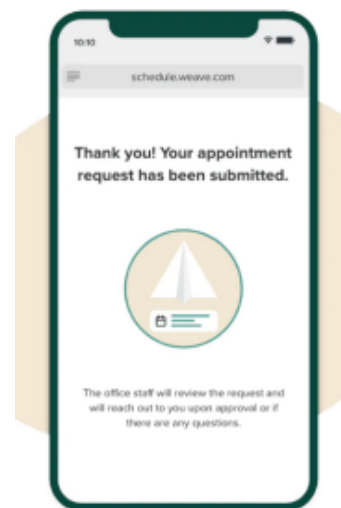 10:10
schedule.weave.com
Thank you! Your appointment
request has been submitted.
The office staff will review the request and
will reach out to you upon approval or if
there are any questions.